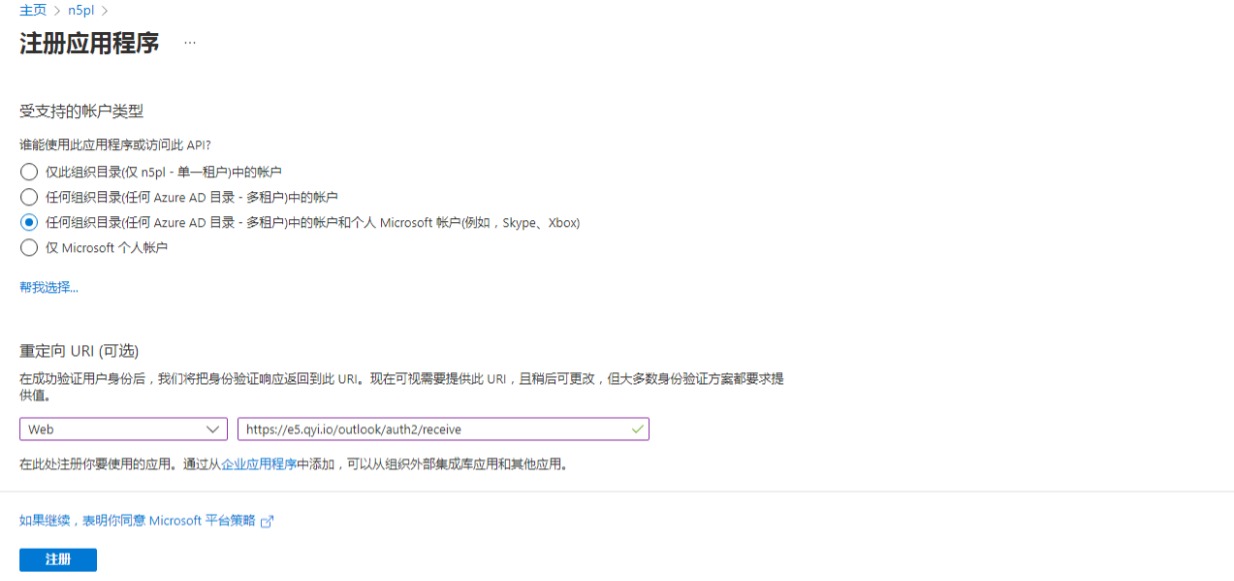 主页 > n5pl >
注册应用程序 ...
受支持的帐户类型
谁能使用此应用程序或访问此 API?
仅此组织目录(仅 n5pl - 单一租户)中的帐户
任何组织目录(任何 Azure AD 目录 - 多租户)中的帐户
任何组织目录(任何 Azure AD 目录 - 多租户)中的帐户和个人 Microsoft 帐户(例如，Skype、Xbox)
仅 Microsoft 个人帐户
帮我选择...
重定向 URI (可选)
在成功验证用户身份后，我们将把身份验证响应返回到此 URI。现在可视需要提供此 URI，且稍后可更改，但大多数身份验证方案都要求提
供值。
Web https://e5.qyi.io/outlook/auth2/receive
在此处注册你要使用的应用。通过从企业应用程序中添加，可以从组织外部集成库应用和其他应用。
如果继续，表明你同意 Microsoft 平台策略
注册